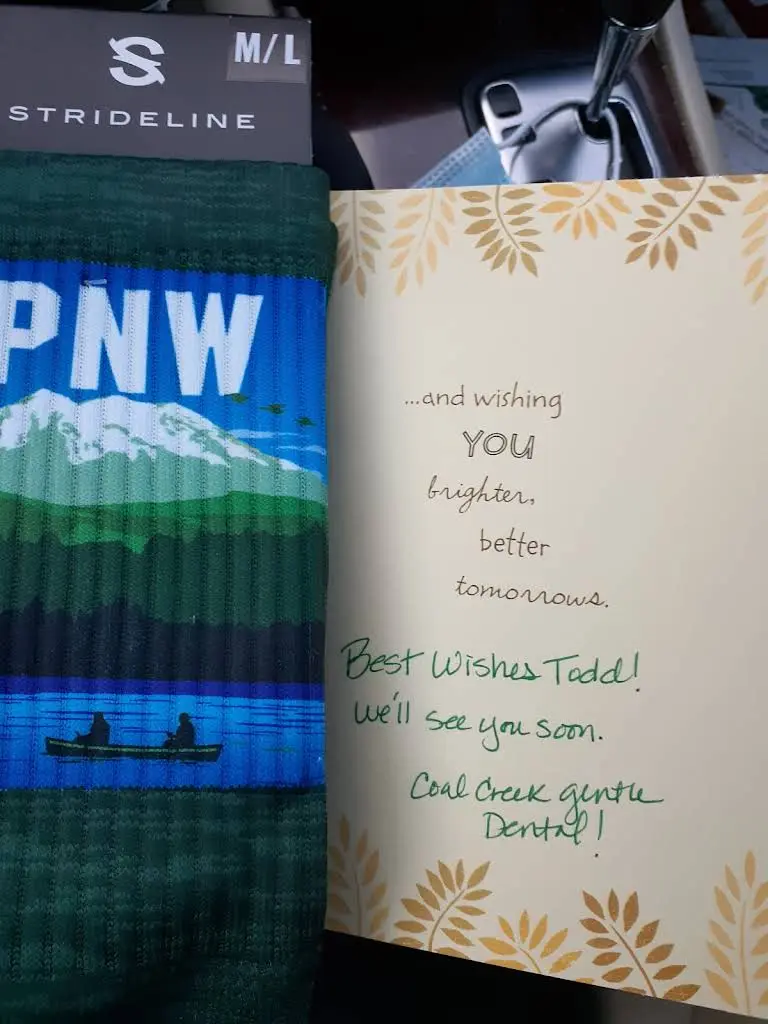 M/L
STRIDELINE
PNW
...and wishing
YOU
brighter,
better
tomorrows.
Best Wishes Todd!
we'll see you soon.
Coal Creek gentle
Dental!